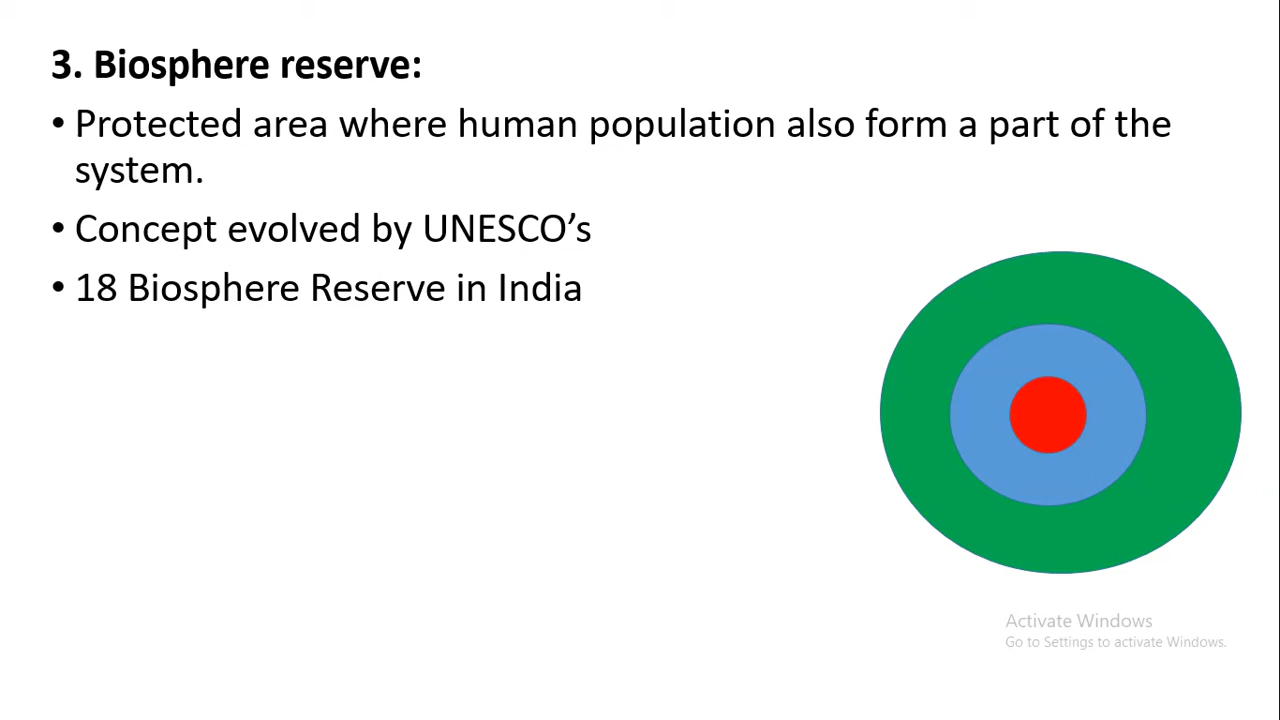 3. Biosphere reserve:
• Protected area where human population also form a part of the
system.
• Concept evolved by UNESCO’s
• 18 Biosphere Reserve in India
Activate Windows
Go to Settings to activate Windows.